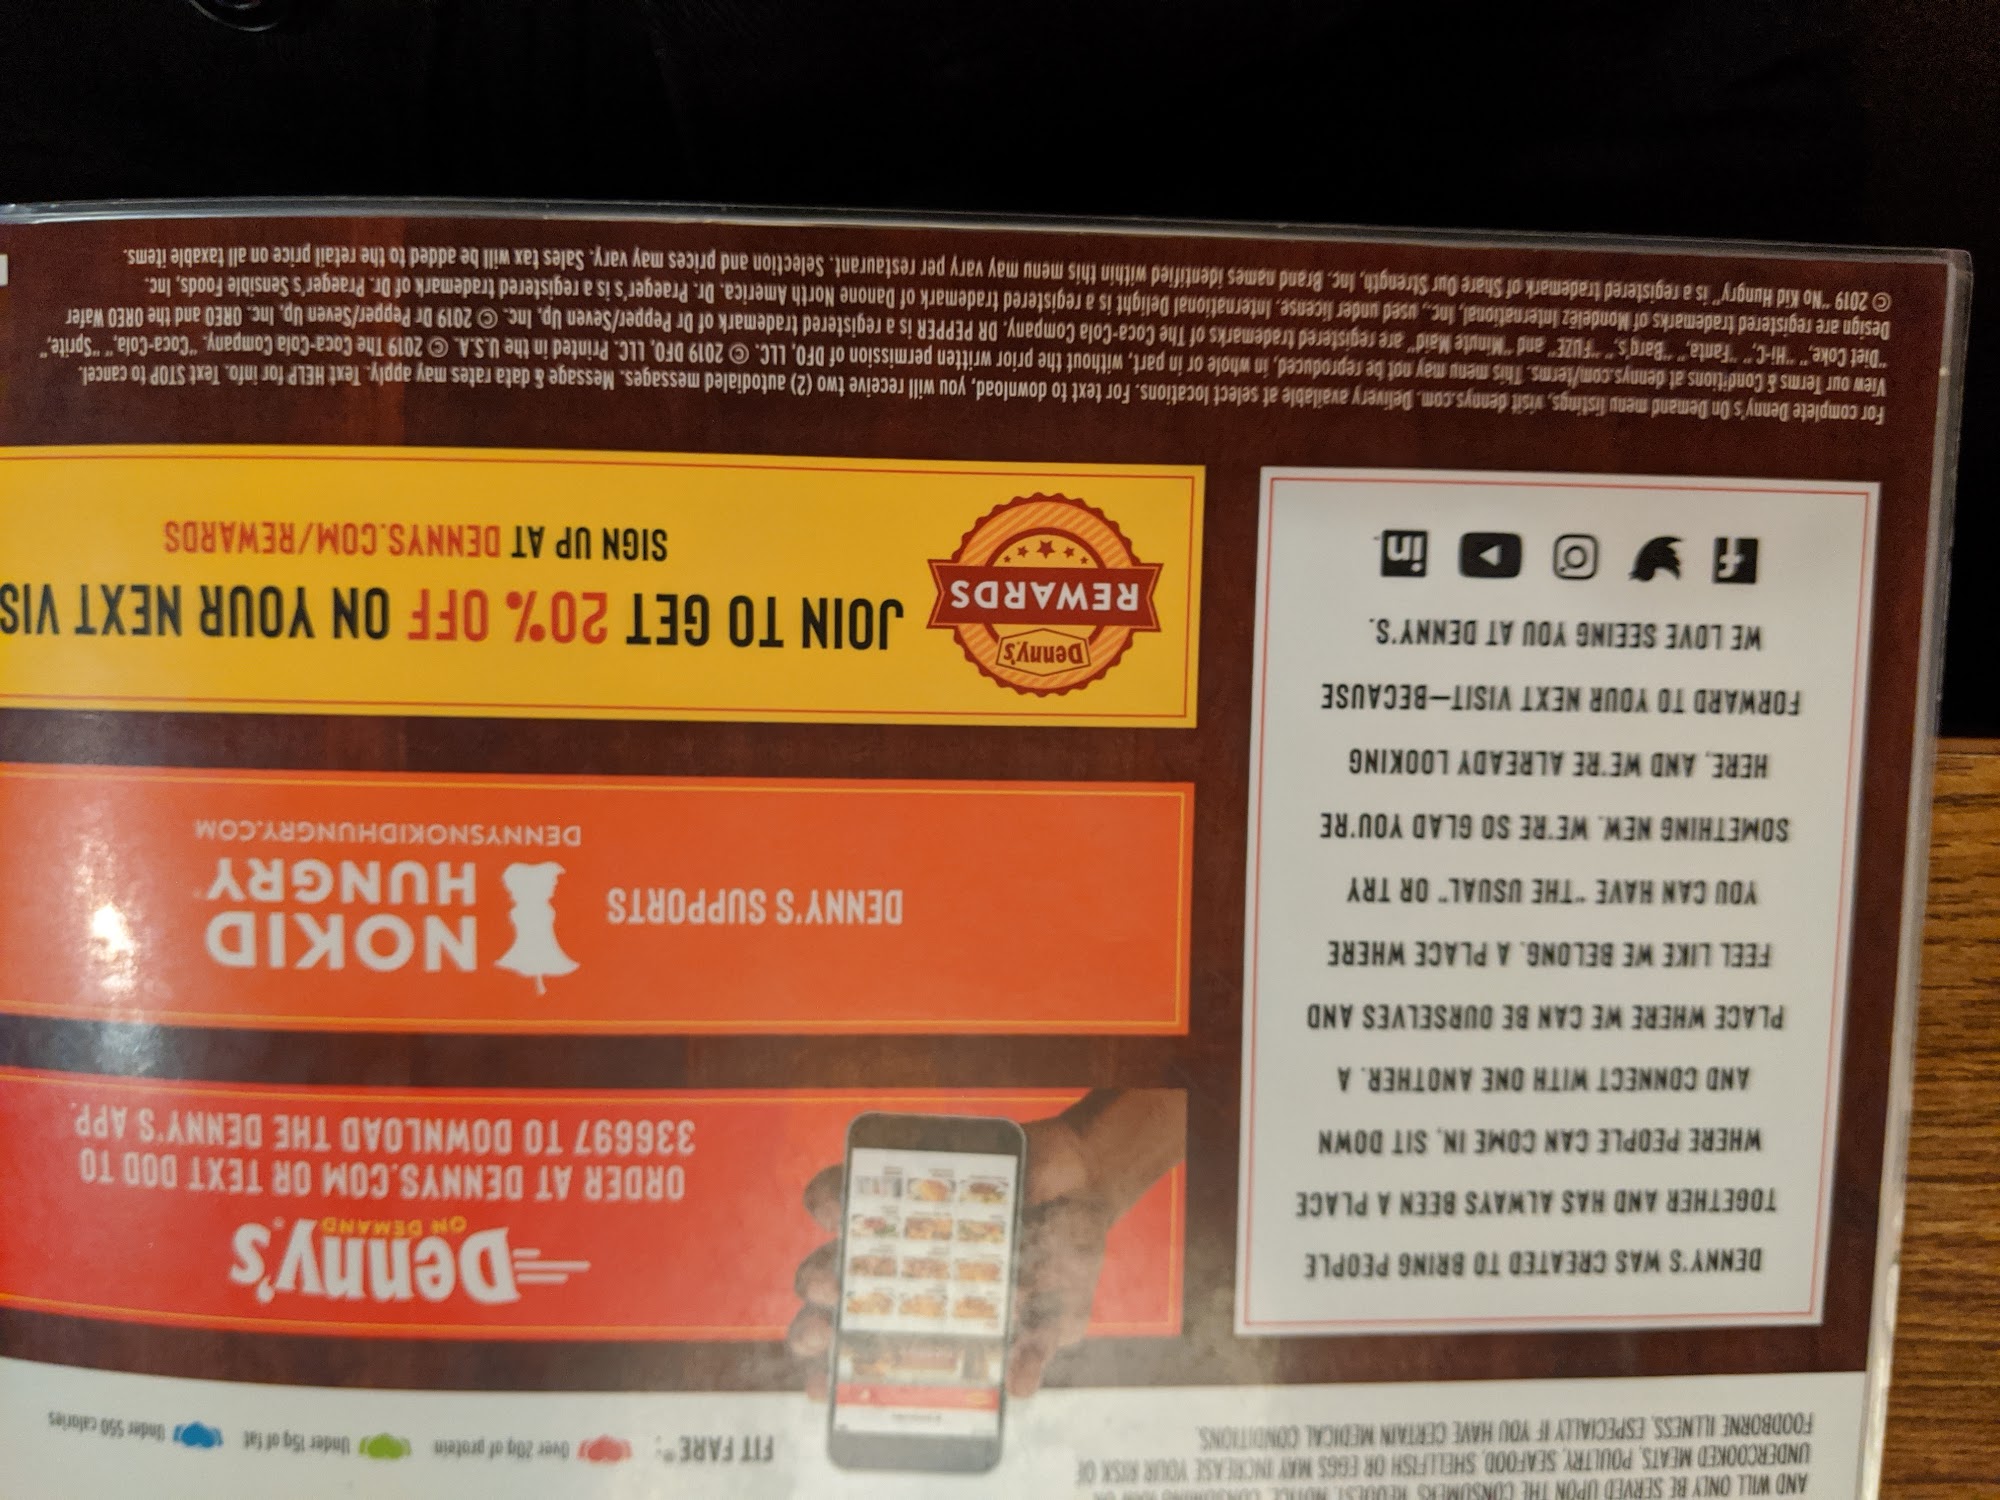 AND WILL ONLY BE SERVED UPON THE CONSUMERS REQUEST. NOTICE: CONSUMING RAW OR
UNDERCOOKED MEATS, POULTRY, SEAFOOD, SHELLFISH OR EGGS MAY INCREASE YOUR RISK OF
FOODBORNE ILLNESS, ESPECIALLY IF YOU HAVE CERTAIN MEDICAL CONDITIONS.
FIT FARE®: Over 20g of protein Under 15g of fat Under 550 calories
DENNY'S WAS CREATED TO BRING PEOPLE
TOGETHER AND HAS ALWAYS BEEN A PLACE
WHERE PEOPLE CAN COME IN, SIT DOWN
AND CONNECT WITH ONE ANOTHER. A
PLACE WHERE WE CAN BE OURSELVES AND
FEEL LIKE WE BELONG. A PLACE WHERE
YOU CAN HAVE "THE USUAL" OR TRY
SOMETHING NEW. WE'RE SO GLAD YOU'RE
HERE, AND WE'RE ALREADY LOOKING
FORWARD TO YOUR NEXT VISIT—BECAUSE
WE LOVE SEEING YOU AT DENNY'S.
f in
Denny's
ON DEMAND
ORDER AT DENNYS.COM OR TEXT DOD TO
336697 TO DOWNLOAD THE DENNY'S APP.
DENNY'S SUPPORTS
NOKID
HUNGRY
DENNYSNOKIDHUNGRY.COM
Denny's
REWARDS
JOIN TO GET 20% OFF ON YOUR NEXT VIS
SIGN UP AT DENNYS.COM/REWARDS
For complete Denny's On Demand menu listings, visit dennys.com. Delivery available at select locations. For text to download, you will receive two (2) autodialed messages. Message & data rates may apply. Text HELP for info. Text STOP to cancel.
View our Terms & Conditions at dennys.com/terms. This menu may not be reproduced, in whole or in part, without the prior written permission of DFO, LLC. © 2019 DFO, LLC. Printed in the U.S.A. © 2019 The Coca-Cola Company. "Coca-Cola," "Sprite,"
"Diet Coke," "Hi-C," "Fanta," "Barq's," "FUZE" and "Minute Maid" are registered trademarks of The Coca-Cola Company. DR PEPPER is a registered trademark of Dr Pepper/Seven Up, Inc. © 2019 Dr Pepper/Seven Up, Inc. OREO and the OREO Wafer
Design are registered trademarks of Mondelez International, Inc., used under license. International Delight is a registered trademark of Danone North America. Dr. Praeger's is a registered trademark of Dr. Praeger's Sensible Foods, Inc.
© 2019 "No Kid Hungry" is a registered trademark of Share Our Strength, Inc. Brand names identified within this menu may vary per restaurant. Selection and prices may vary. Sales tax will be added to the retail price on all taxable items.